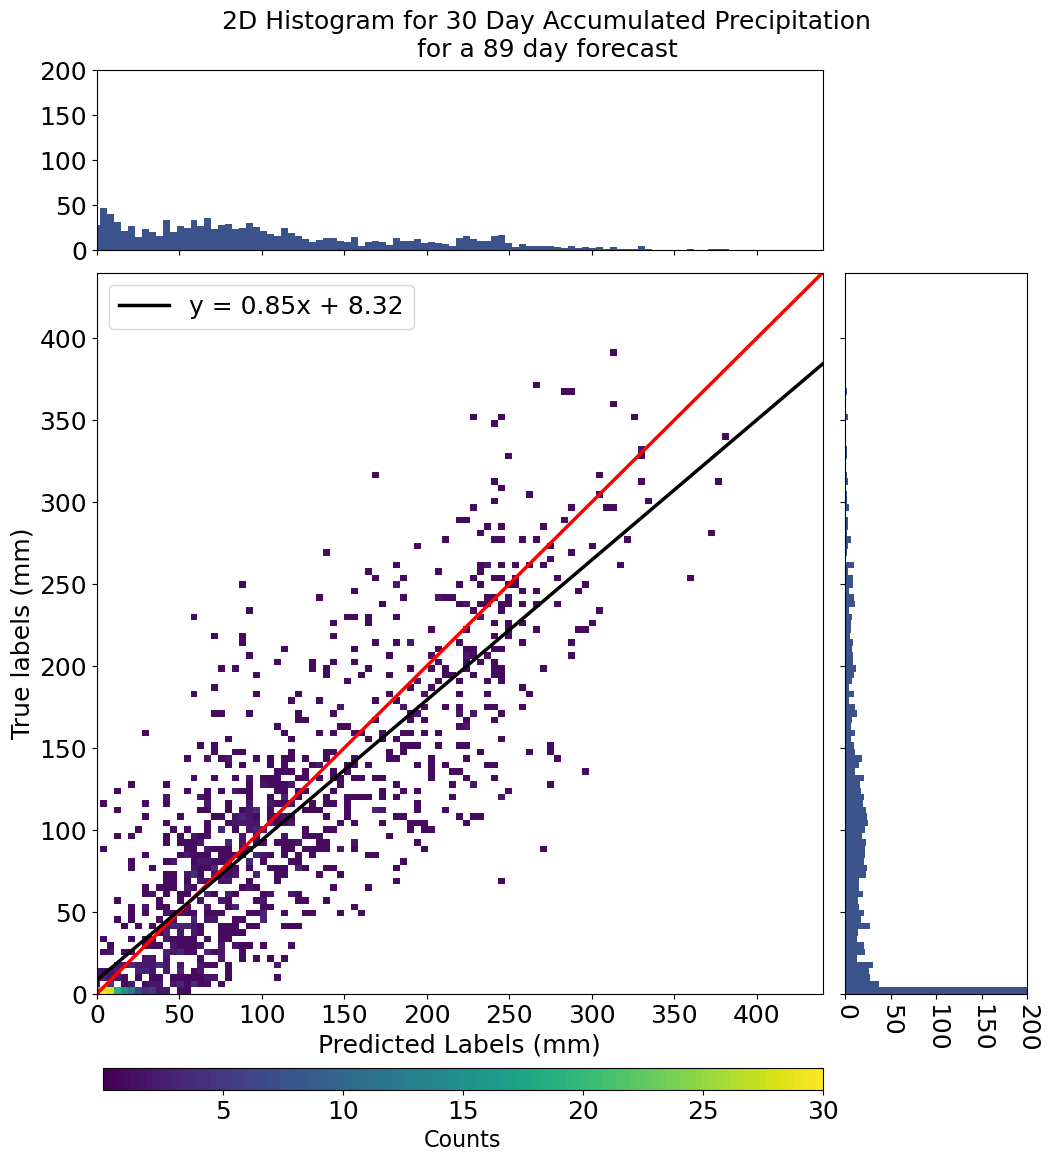 2D Histogram for 30 Day Accumulated Precipitation
for a 89 day forecast
200
150
100
50
0
y = 0.85x + 8.32
400
350
300
250
200
150
100
50
0
True labels (mm)
0 50 100 150 200 250 300 350 400
Predicted Labels (mm)
0 50 100 150 200
5 10 15 20 25 30
Counts